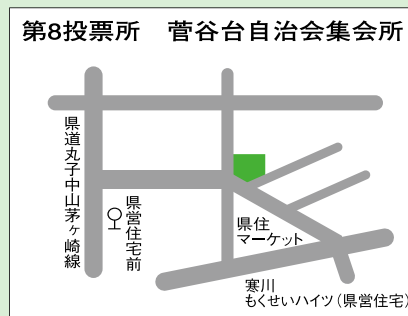 第8投票所　菅谷台自治会集会所
県道丸子中山茅ヶ崎線
県営住宅前
県住
マーケット
寒川
もくせいハイツ（県営住宅）